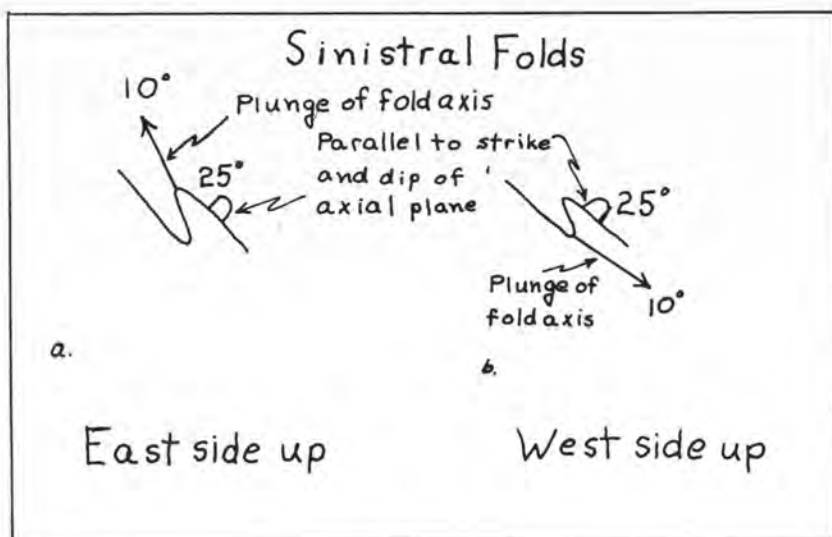 Sinistral Folds
10°
Plunge of fold axis
25°
Parallel to strike
and dip of
axial plane
25°
Plunge of
fold axis
10°
a.
b.
East side up
West side up